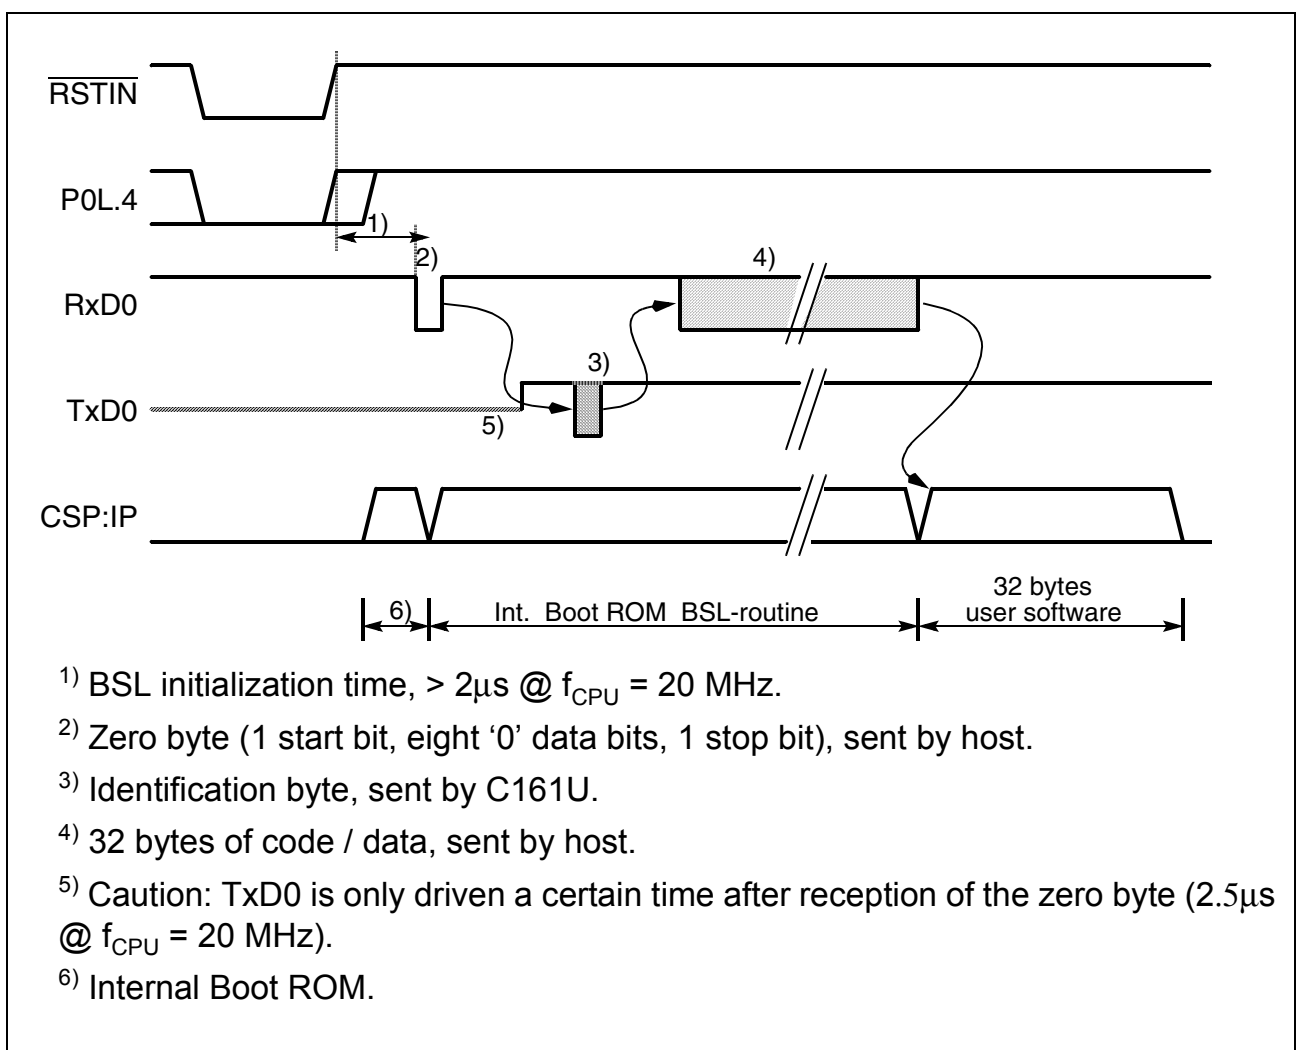 RSTIN
P0L.4
1)
2)
4)
RxD0
3)
TxD0
5)
CSP:IP
32 bytes
6) Int. Boot ROM BSL-routine user software
1) BSL initialization time, > 2μs @ fCPU = 20 MHz.
2) Zero byte (1 start bit, eight ‘0’ data bits, 1 stop bit), sent by host.
3) Identification byte, sent by C161U.
4) 32 bytes of code / data, sent by host.
5) Caution: TxD0 is only driven a certain time after reception of the zero byte (2.5μs
@ fCPU = 20 MHz).
6) Internal Boot ROM.